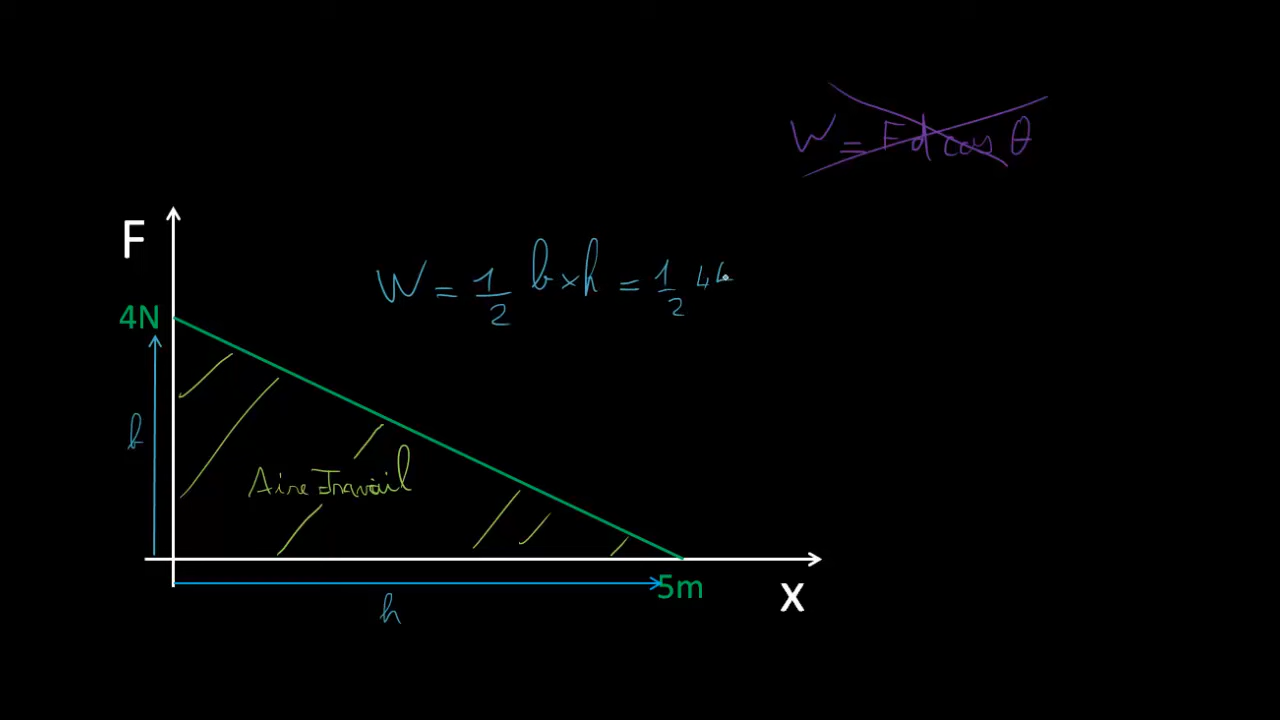 W = F d cos θ
F
W = 1/2 b × h = 1/2 4
4N
b
Aire = Travail
5m
h
X